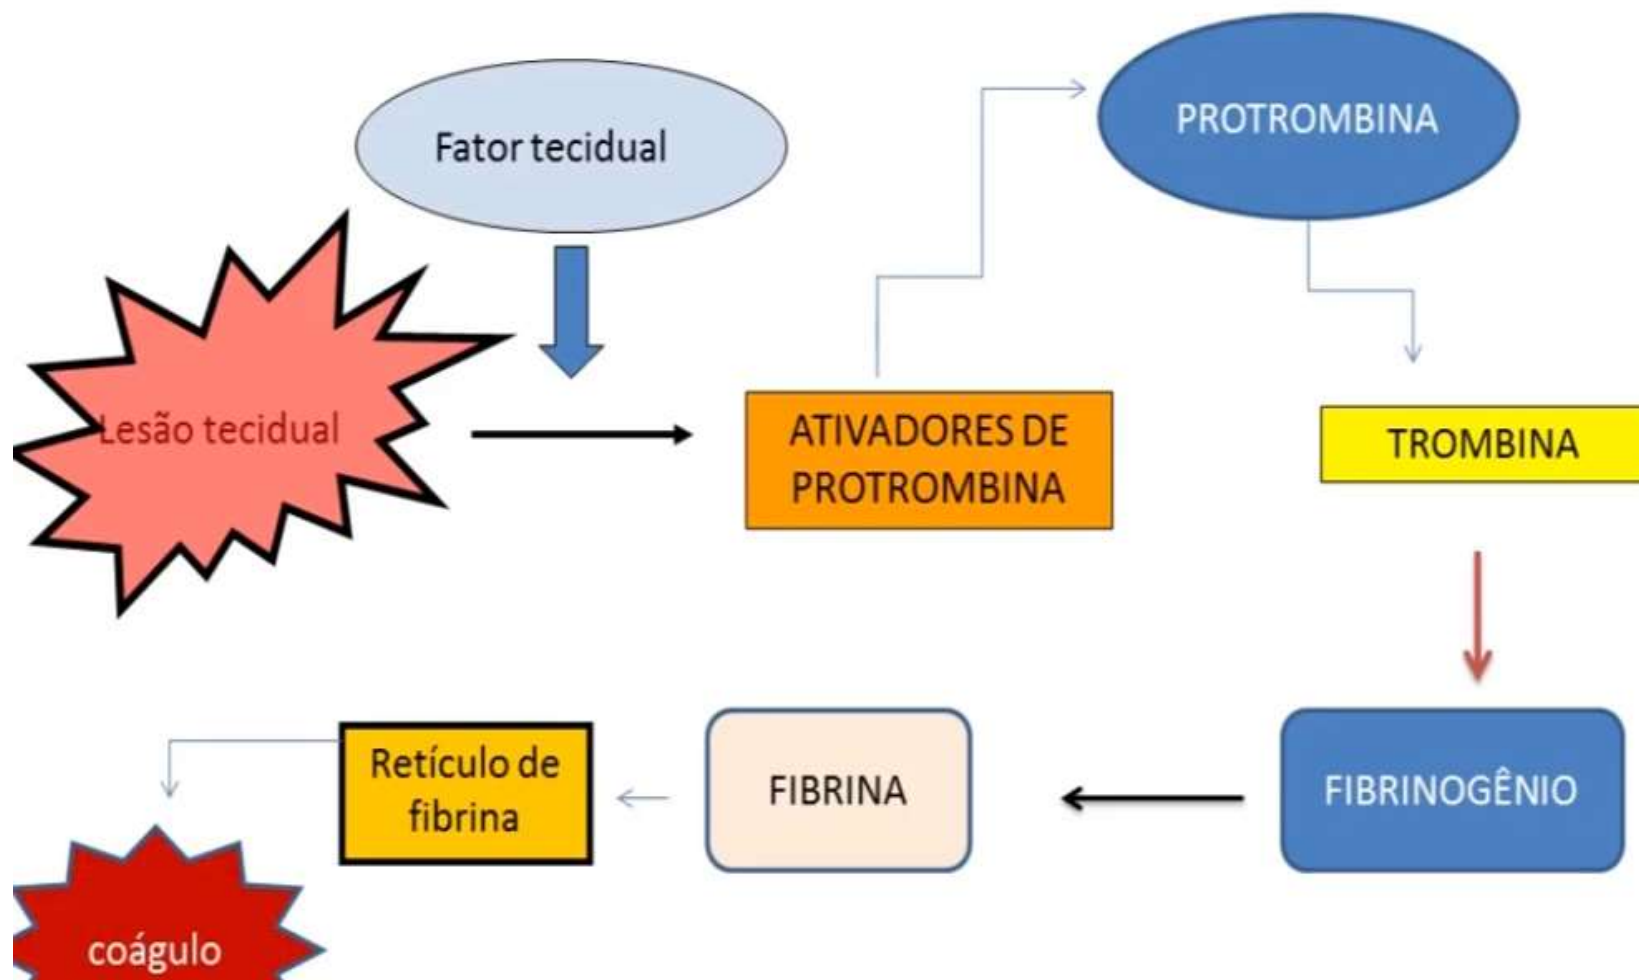 Fator tecidual
PROTROMBINA
Lesão tecidual
ATIVADORES DE
PROTROMBINA
TROMBINA
Retículo de
fibrina
FIBRINA
FIBRINOGÊNIO
coágulo